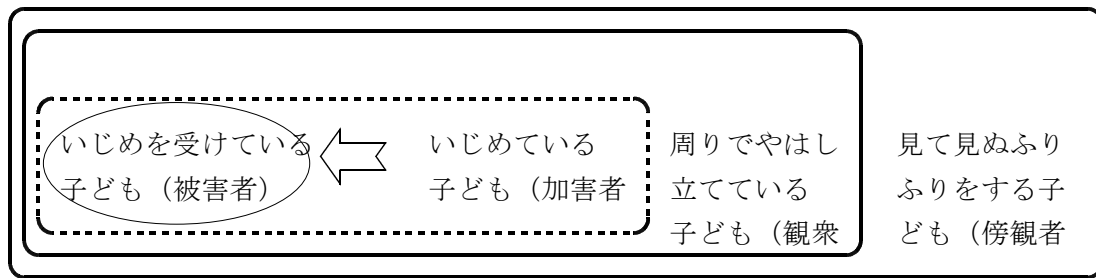 いじめを受けている
子ども（被害者）
いじめている
子ども（加害者
周りでやはし
立てている
子ども（観衆
見て見ぬふり
ふりをする子
ども（傍観者